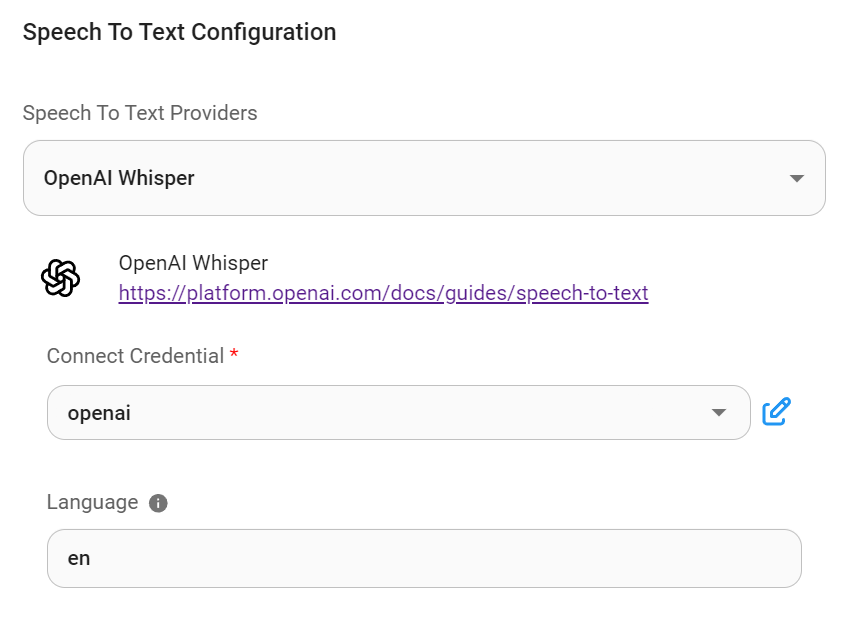 Speech To Text Configuration
Speech To Text Providers
OpenAI Whisper
OpenAI Whisper
https://platform.openai.com/docs/guides/speech-to-text
Connect Credential *
openai
Language
en